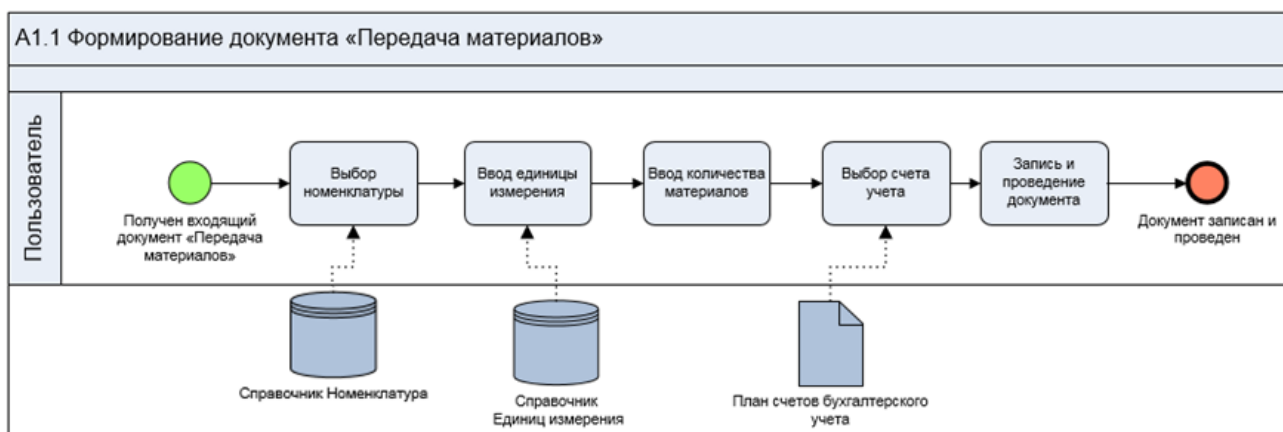 А1.1 Формирование документа «Передача материалов»
Пользователь
Получен входящий
документ «Передача
материалов»
Выбор
номенклатуры
Ввод единицы
измерения
Ввод количества
материалов
Выбор счета
учета
Запись и
проведение
документа
Документ записан и
проведен
Справочник Номенклатура
Справочник
Единиц измерения
План счетов бухгалтерского
учета